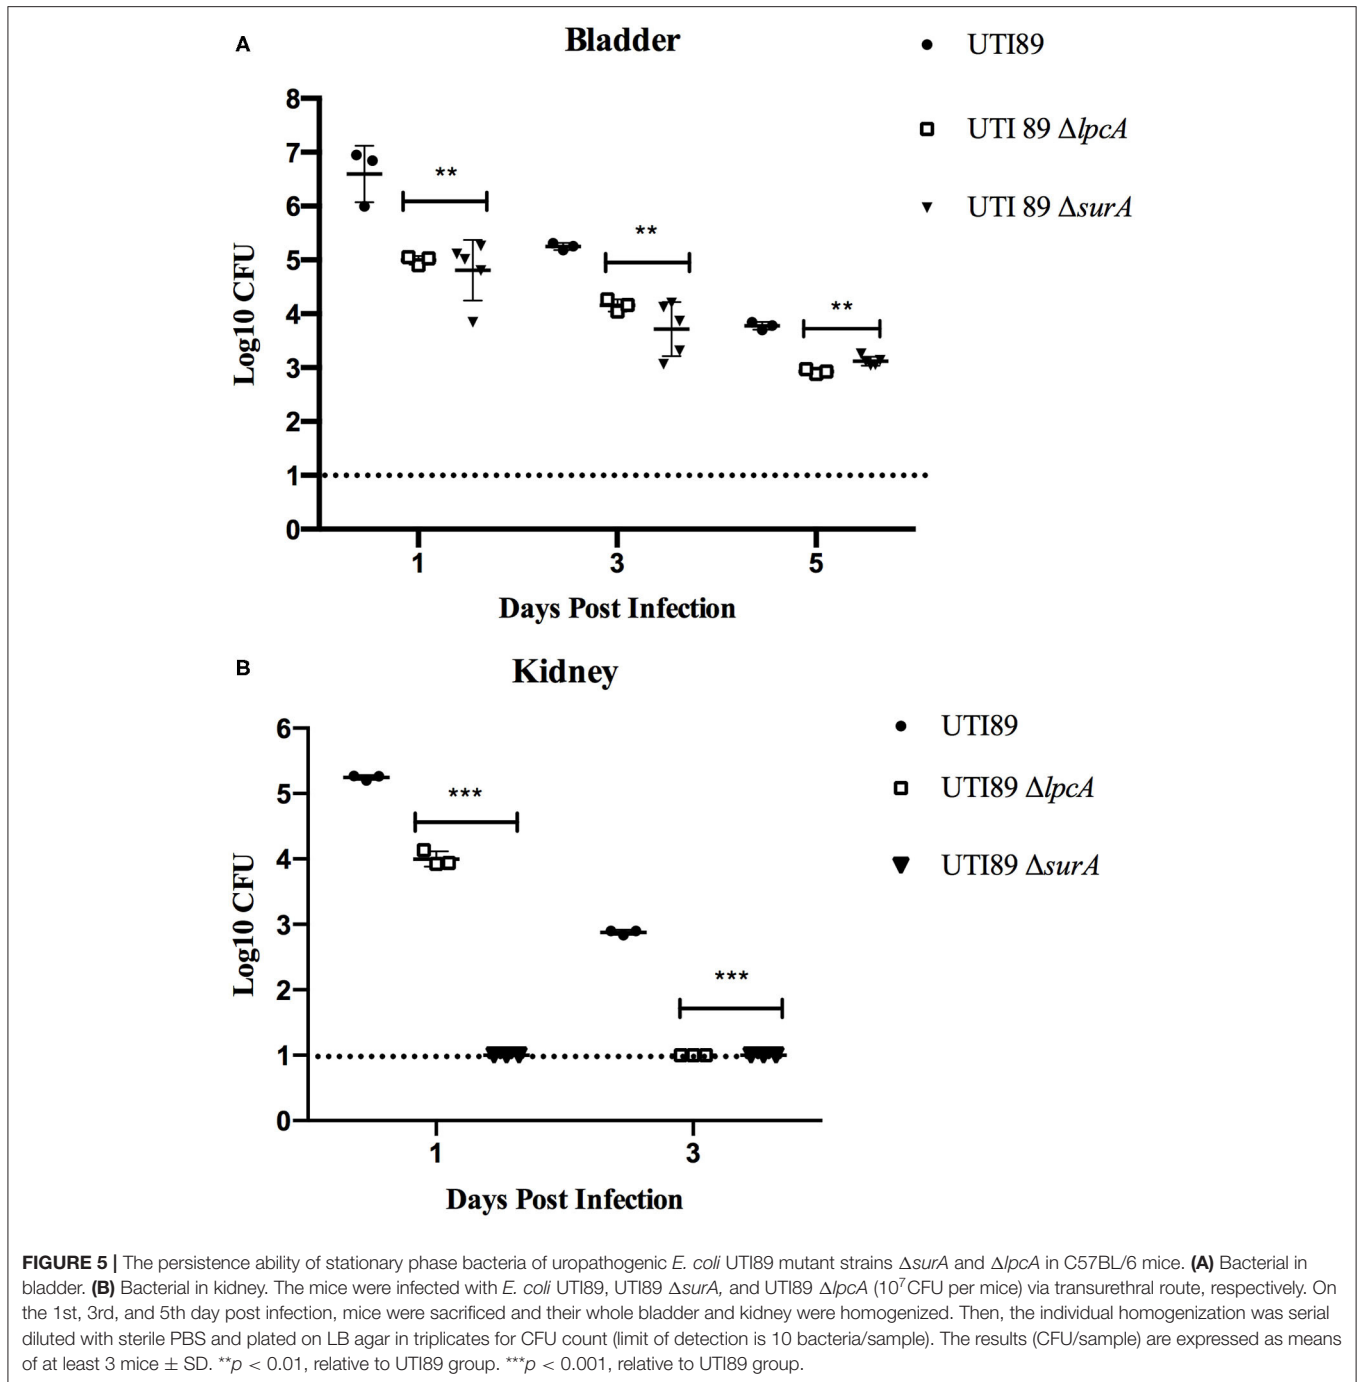 A
Bladder
UTI89
UTI 89 ΔlpcA
UTI 89 ΔsurA
8
7
6
5
4
3
2
1
0
Log10 CFU
**
**
**
1
3
5
Days Post Infection
B
Kidney
UTI89
UTI89 ΔlpcA
UTI89 ΔsurA
6
5
4
3
2
1
0
Log10 CFU
***
***
1
3
Days Post Infection
FIGURE 5 | The persistence ability of stationary phase bacteria of uropathogenic E. coli UTI89 mutant strains ΔsurA and ΔlpcA in C57BL/6 mice. (A) Bacterial in
bladder. (B) Bacterial in kidney. The mice were infected with E. coli UTI89, UTI89 ΔsurA, and UTI89 ΔlpcA (10⁷CFU per mice) via transurethral route, respectively. On
the 1st, 3rd, and 5th day post infection, mice were sacrificed and their whole bladder and kidney were homogenized. Then, the individual homogenization was serial
diluted with sterile PBS and plated on LB agar in triplicates for CFU count (limit of detection is 10 bacteria/sample). The results (CFU/sample) are expressed as means
of at least 3 mice ± SD. **p < 0.01, relative to UTI89 group. ***p < 0.001, relative to UTI89 group.